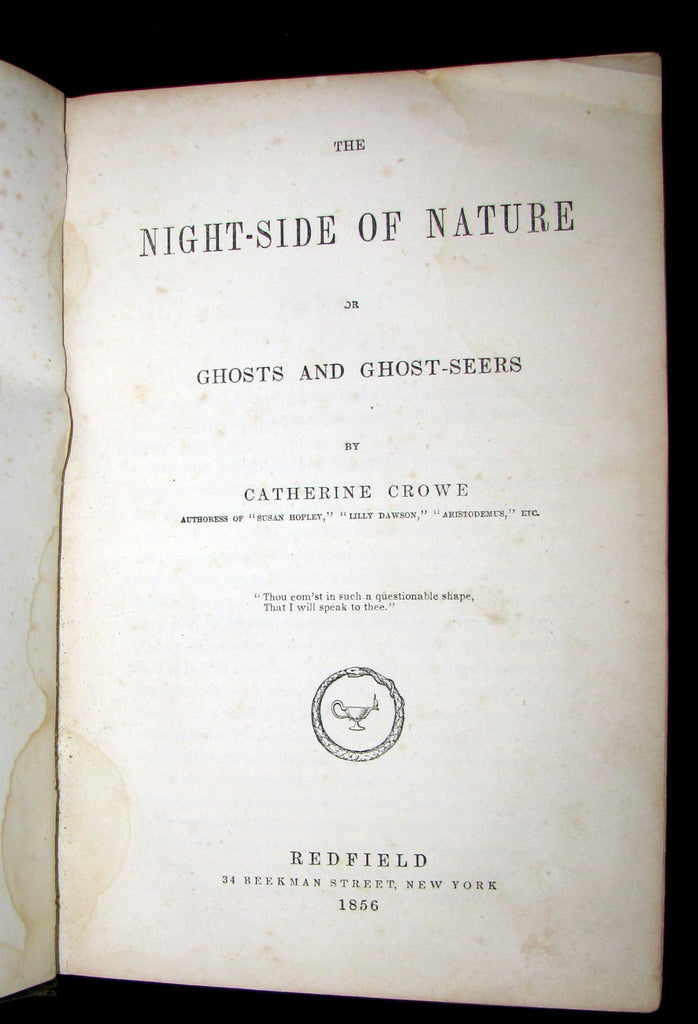 THE
NIGHT-SIDE OF NATURE
OR
GHOSTS AND GHOST-SEERS
BY
CATHERINE CROWE
AUTHORESS OF "SUSAN HOPLEY," "LILLY DAWSON," "ARISTODEMUS," ETC.
"Thou com'st in such a questionable shape,
That I will speak to thee."
REDFIELD
34 BEEKMAN STREET, NEW YORK
1856